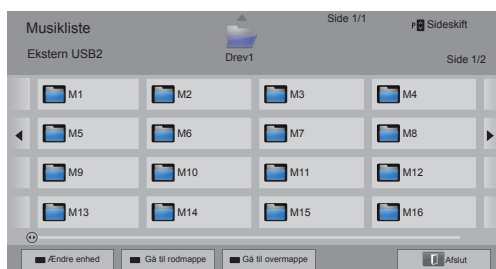 Musikliste
Side 1/1
P Sideskift
Ekstern USB2
Drev1
Side 1/2
M1 M2 M3 M4
M5 M6 M7 M8
M9 M10 M11 M12
M13 M14 M15 M16
Ændre enhed Gå til rodmappe Gå til overmappe Afslut